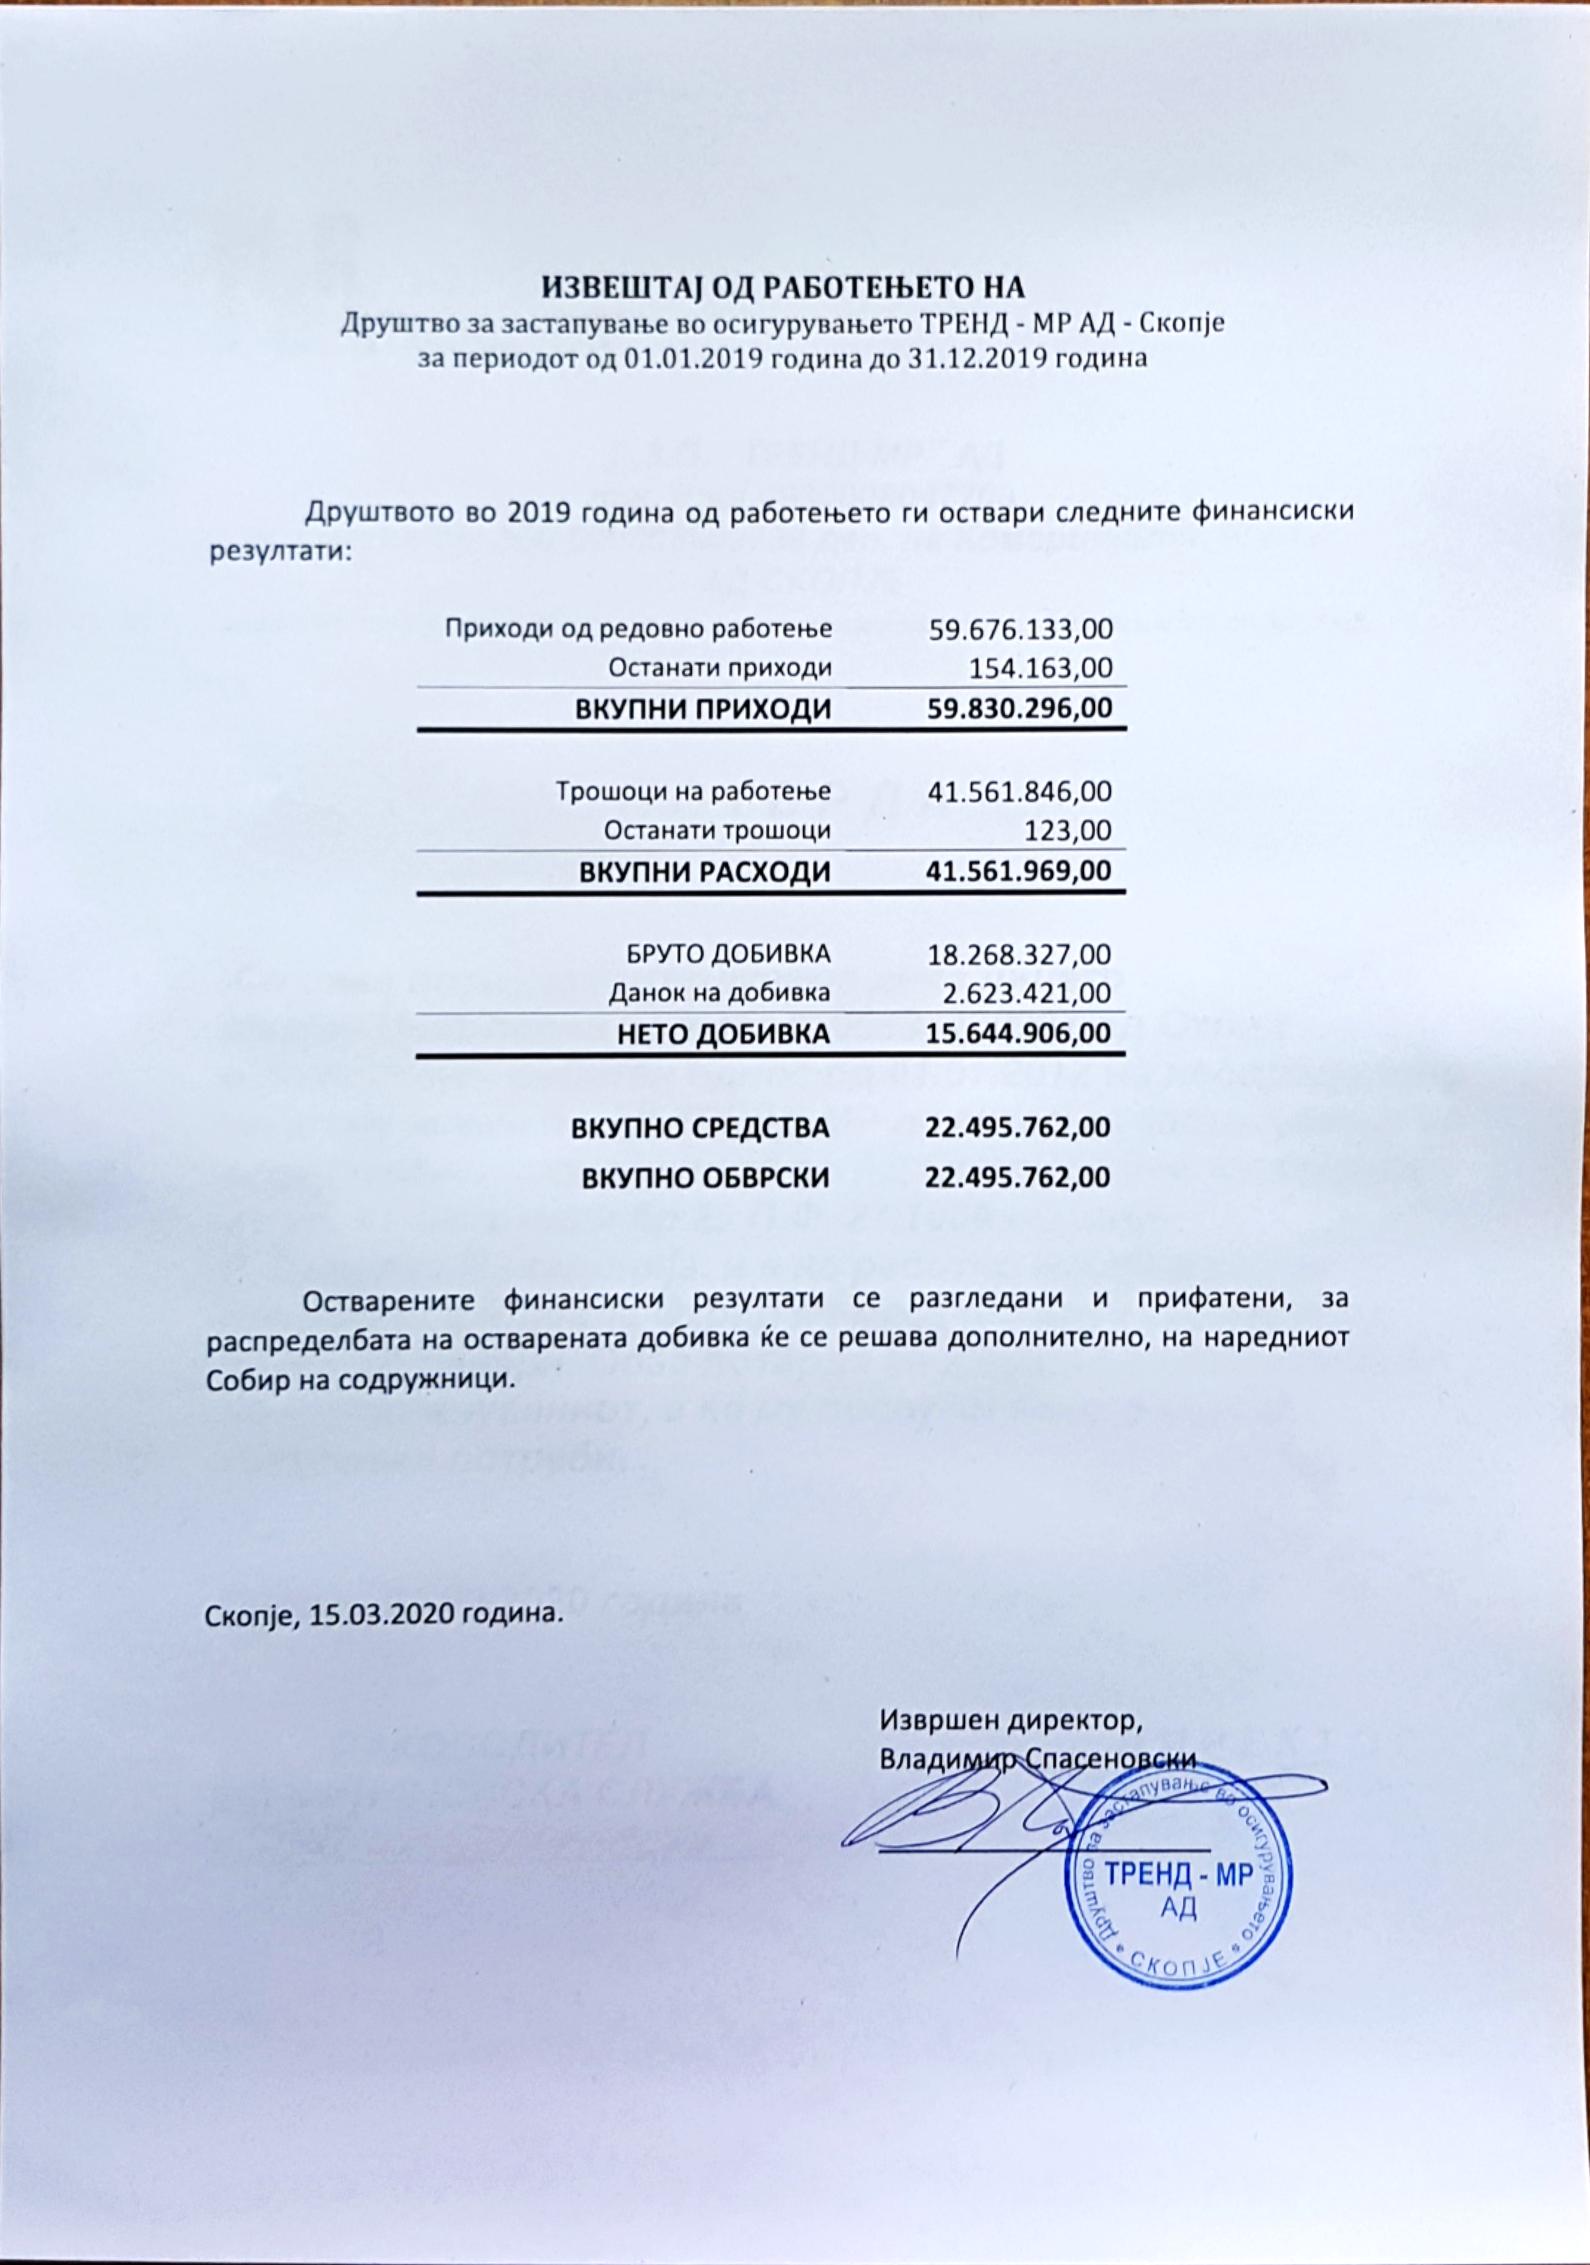 ИЗВЕШТАЈ ОД РАБОТЕЊЕТО НА
Друштво за застапување во осигурувањето ТРЕНД - МР АД - Скопје
за периодот од 01.01.2019 година до 31.12.2019 година
Друштвото во 2019 година од работењето ги оствари следните финансиски
резултати:
Приходи од редовно работење 59.676.133,00
Останати приходи 154.163,00
ВКУПНИ ПРИХОДИ 59.830.296,00
Трошоци на работење 41.561.846,00
Останати трошоци 123,00
ВКУПНИ РАСХОДИ 41.561.969,00
БРУТО ДОБИВКА 18.268.327,00
Данок на добивка 2.623.421,00
НЕТО ДОБИВКА 15.644.906,00
ВКУПНО СРЕДСТВА 22.495.762,00
ВКУПНО ОБВРСКИ 22.495.762,00
Остварените финансиски резултати се разгледани и прифатени, за
распределбата на остварената добивка ќе се решава дополнително, на наредниот
Собир на содружници.
Скопје, 15.03.2020 година.
Извршен директор,
Владимир Спасеновски
Друштво за застапување во осигурувањето
ТРЕНД - МР
АД
СКОПЈЕ